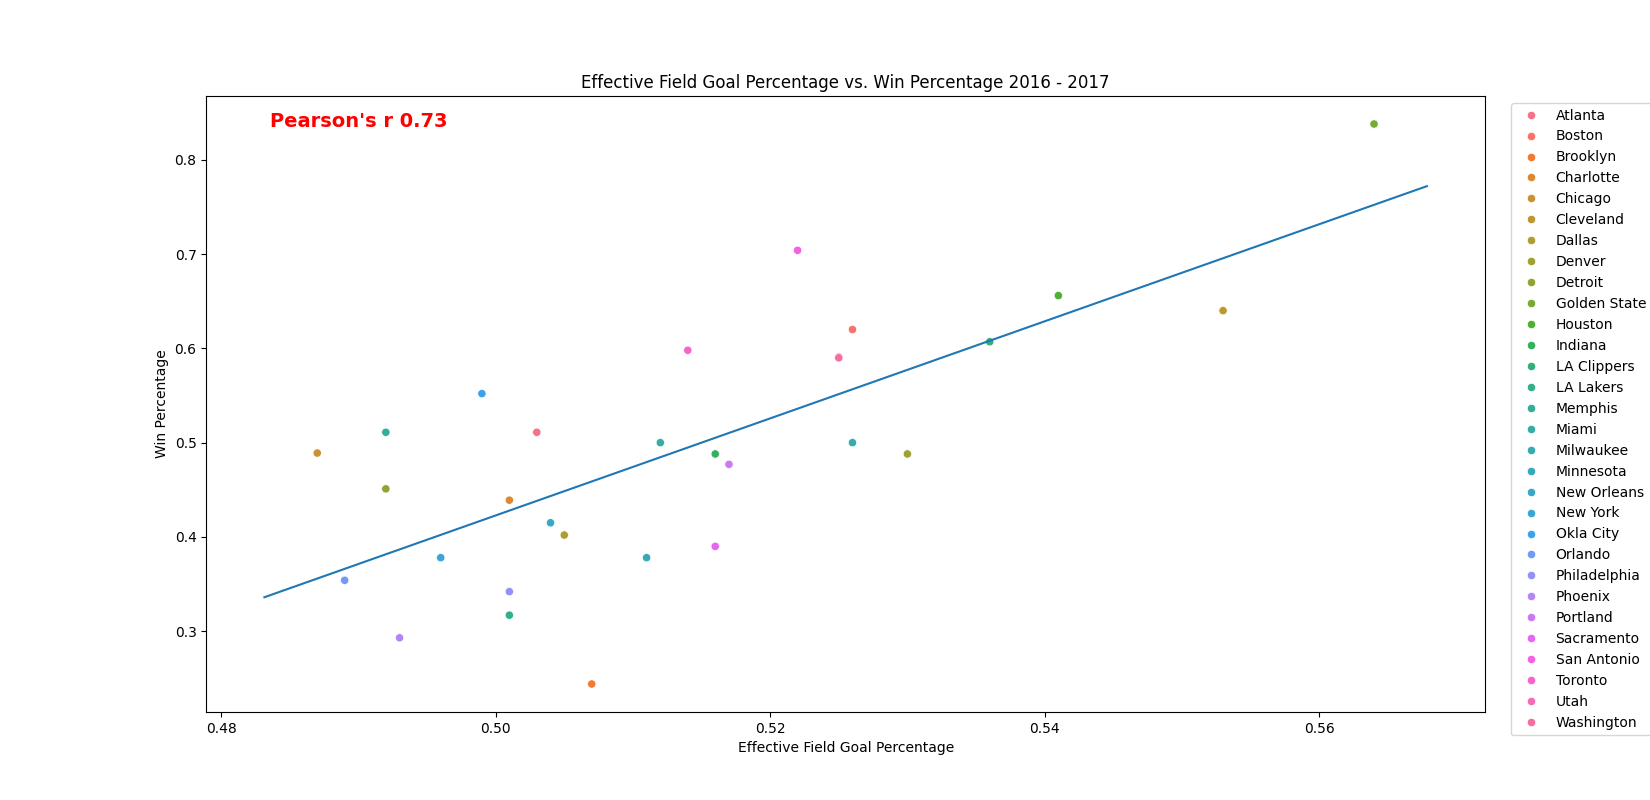 Effective Field Goal Percentage vs. Win Percentage 2016 - 2017
Pearson's r 0.73
Win Percentage
0.8
0.7
0.6
0.5
0.4
0.3
0.48
0.50
0.52
0.54
0.56
Effective Field Goal Percentage
Atlanta
Boston
Brooklyn
Charlotte
Chicago
Cleveland
Dallas
Denver
Detroit
Golden State
Houston
Indiana
LA Clippers
LA Lakers
Memphis
Miami
Milwaukee
Minnesota
New Orleans
New York
Okla City
Orlando
Philadelphia
Phoenix
Portland
Sacramento
San Antonio
Toronto
Utah
Washington